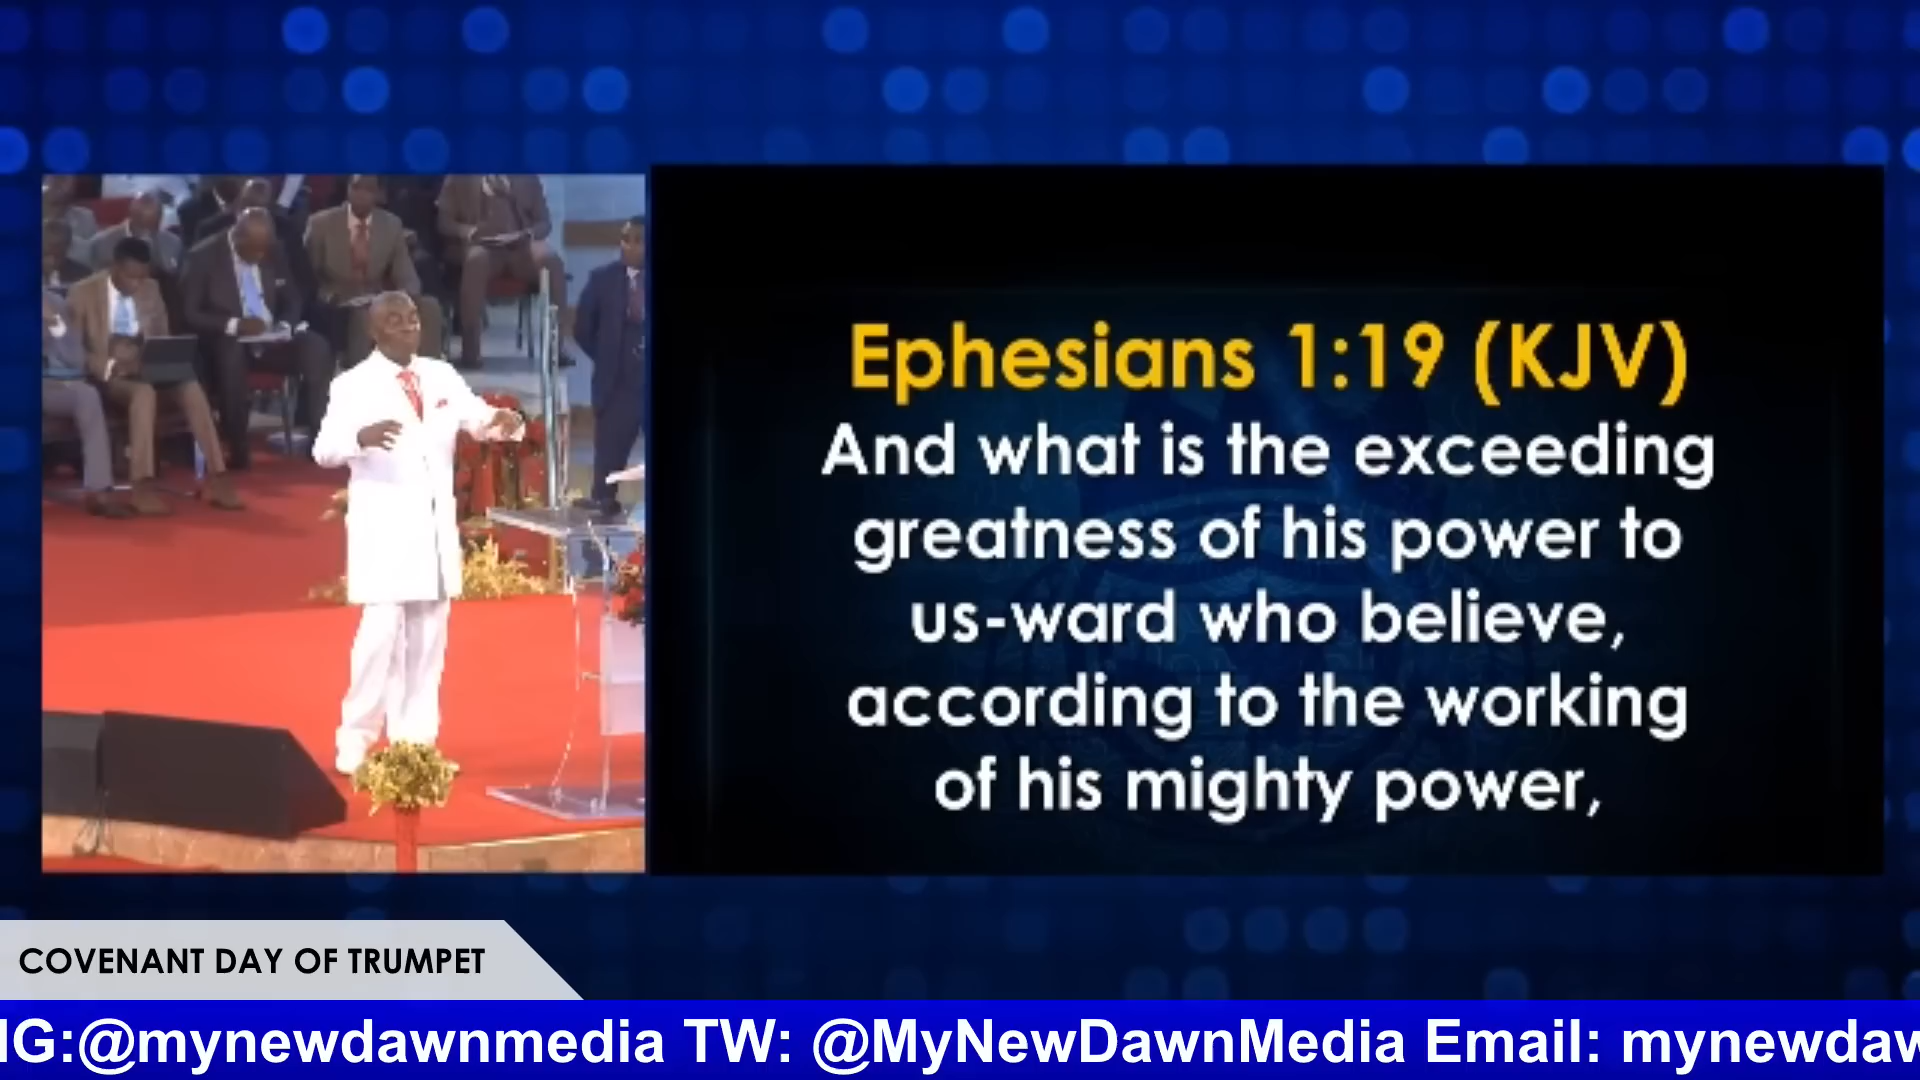 Ephesians 1:19 (KJV)
And what is the exceeding
greatness of his power to
us-ward who believe,
according to the working
of his mighty power,
COVENANT DAY OF TRUMPET
IG:@mynewdawnmedia TW: @MyNewDawnMedia Email: